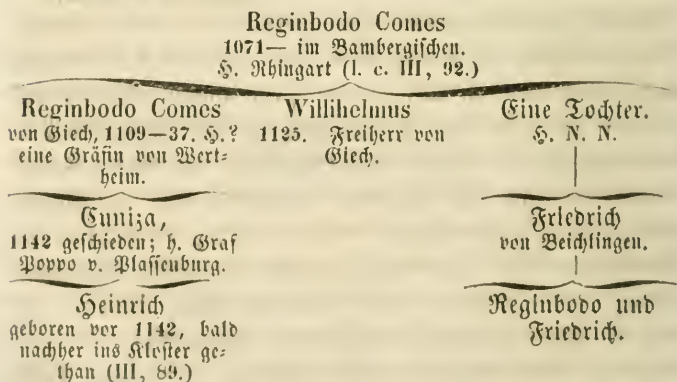 Reginbodo Comes
1071— im Bambergischen.
H. Rhingart (l. c. III, 92.)
Reginbodo Comes
von Giech, 1109—37. H.?
eine Gräfin von Wert=
heim.
Willihelmus
1125. Freiherr von
Giech.
Eine Tochter.
H. N. N.
Cuniza,
1142 geschieden; h. Graf
Poppo v. Plassenburg.
Friedrich
von Beichlingen.
Heinrich
geboren vor 1142, bald
nachher ins Kloster ge=
than (III, 89.)
Reginbodo und
Friedrich.